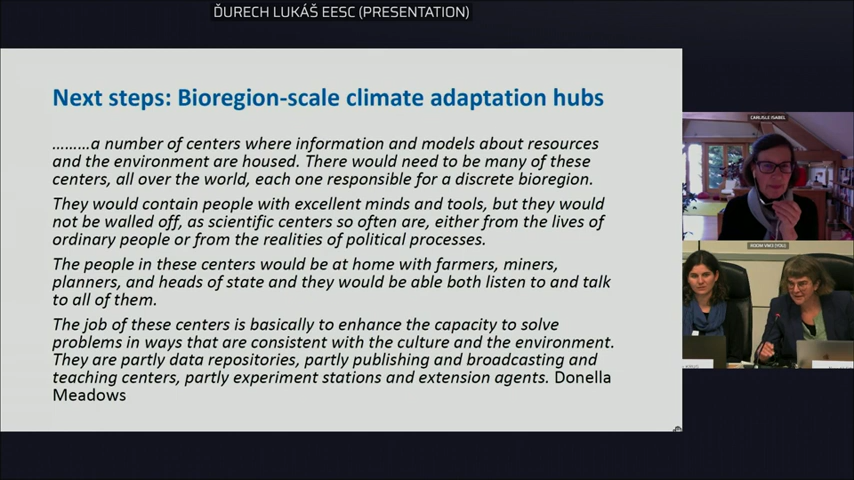 ĎURECH LUKÁŠ EESC (PRESENTATION)
Next steps: Bioregion-scale climate adaptation hubs
.........a number of centers where information and models about resources
and the environment are housed. There would need to be many of these
centers, all over the world, each one responsible for a discrete bioregion.
They would contain people with excellent minds and tools, but they would
not be walled off, as scientific centers so often are, either from the lives of
ordinary people or from the realities of political processes.
The people in these centers would be at home with farmers, miners,
planners, and heads of state and they would be able both listen to and talk
to all of them.
The job of these centers is basically to enhance the capacity to solve
problems in ways that are consistent with the culture and the environment.
They are partly data repositories, partly publishing and broadcasting and
teaching centers, partly experiment stations and extension agents. Donella
Meadows
CARLISLE ISABEL